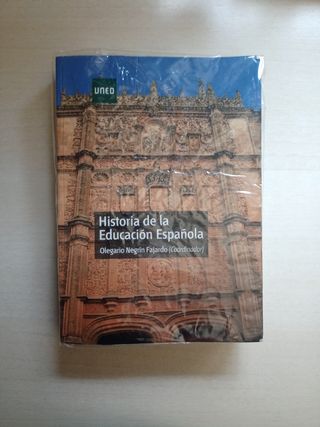 UNED
Historia de la
Educación Española
Olegario Negrín Fajardo (Coordinador)